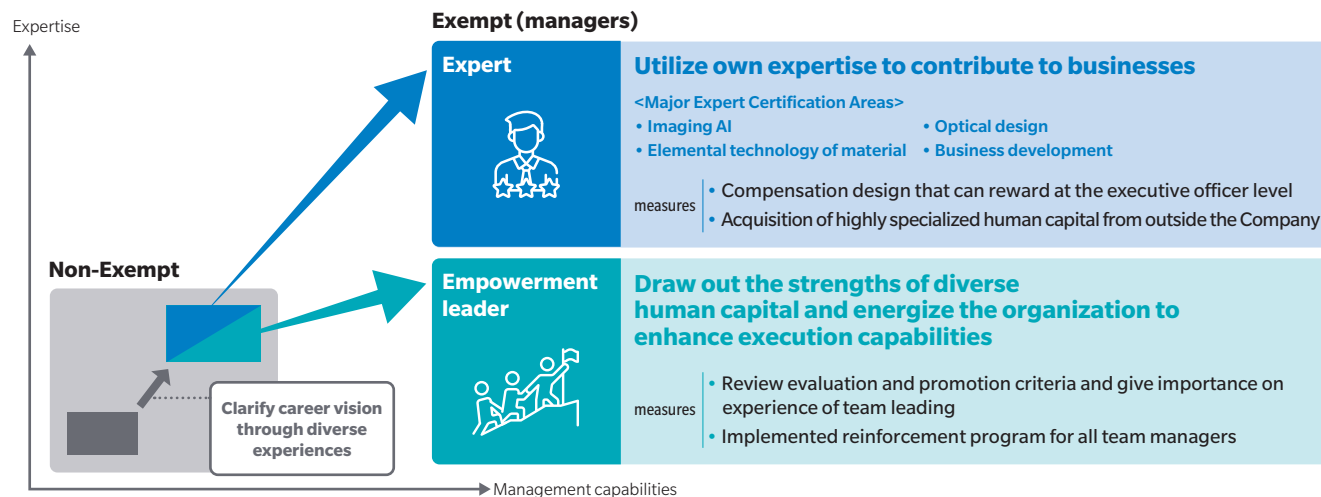 Expertise
Exempt (managers)
Expert
Utilize own expertise to contribute to businesses
<Major Expert Certification Areas>
• Imaging AI
• Optical design
• Elemental technology of material
• Business development
measures
• Compensation design that can reward at the executive officer level
• Acquisition of highly specialized human capital from outside the Company
Non-Exempt
Clarify career vision
through diverse
experiences
Empowerment
leader
Draw out the strengths of diverse
human capital and energize the organization to
enhance execution capabilities
measures
• Review evaluation and promotion criteria and give importance on
experience of team leading
• Implemented reinforcement program for all team managers
Management capabilities